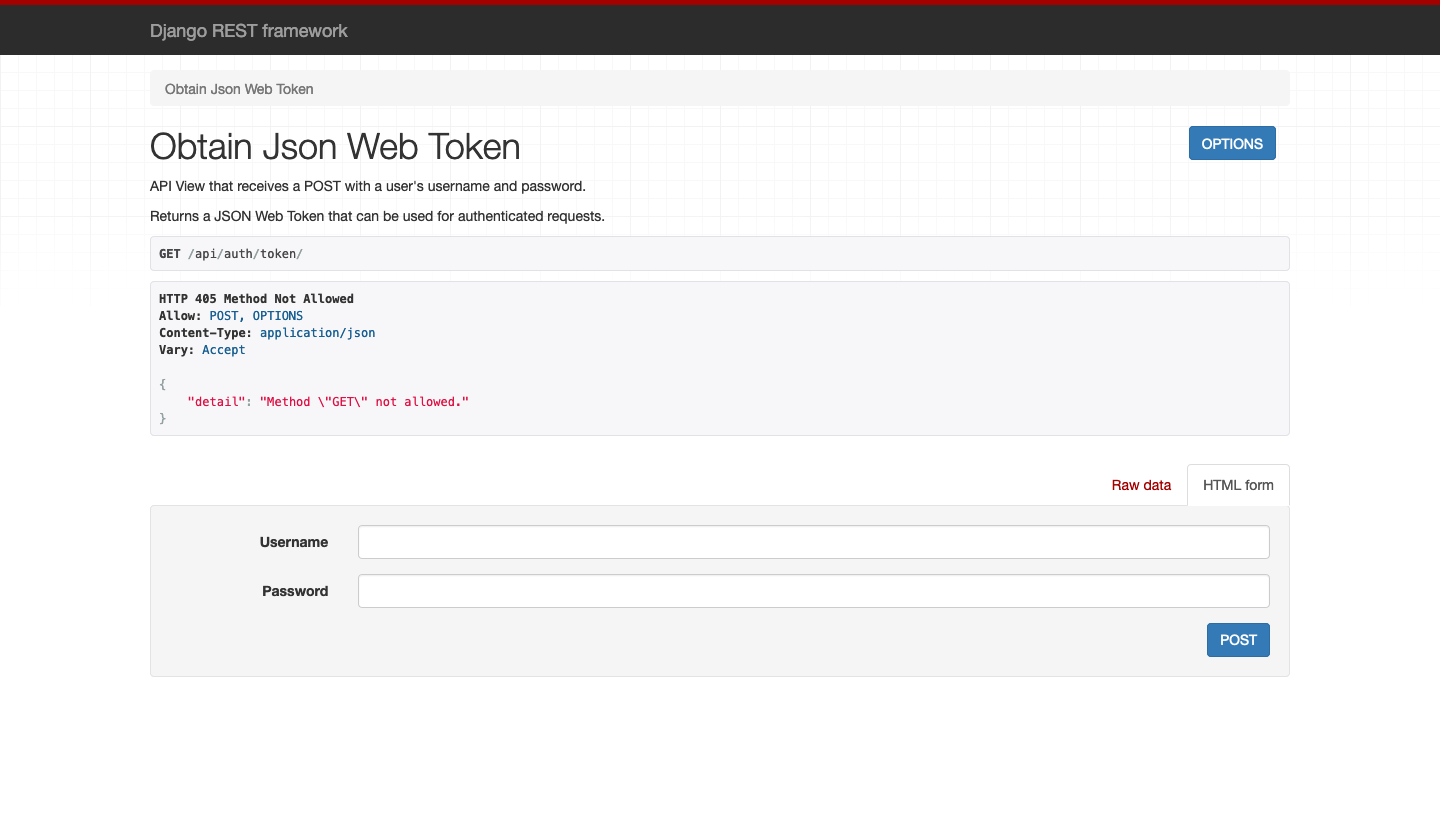 Django REST framework
Obtain Json Web Token
Obtain Json Web Token
OPTIONS
API View that receives a POST with a user's username and password.
Returns a JSON Web Token that can be used for authenticated requests.
GET /api/auth/token/
HTTP 405 Method Not Allowed
Allow: POST, OPTIONS
Content-Type: application/json
Vary: Accept
{
    "detail": "Method \"GET\" not allowed."
}
Raw data
HTML form
Username
Password
POST